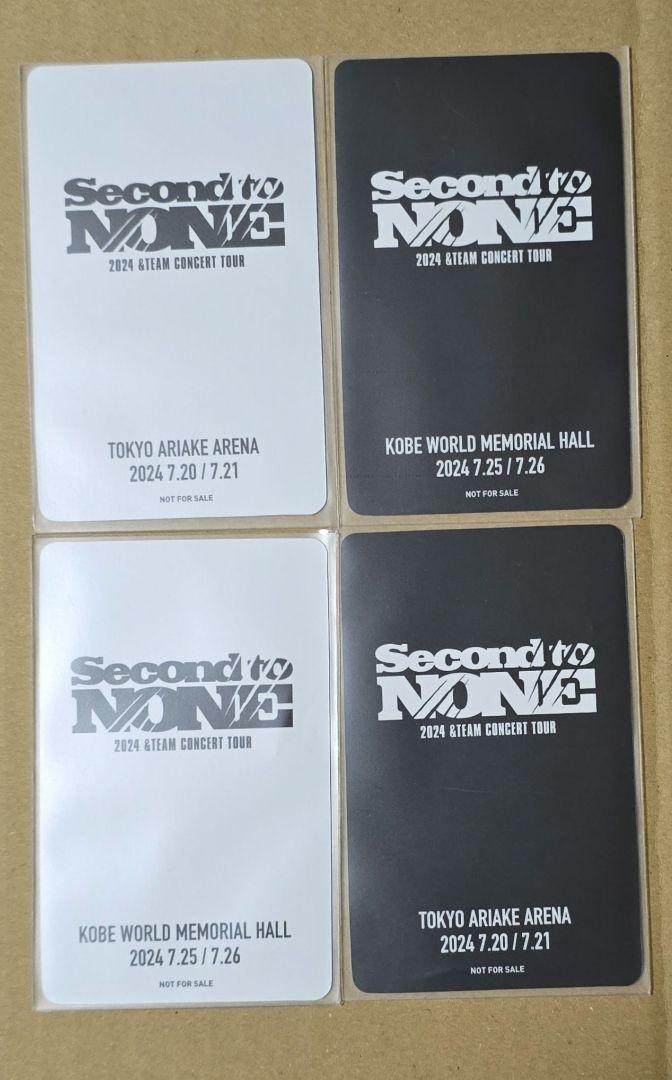 Second to
NONE
2024 &TEAM CONCERT TOUR
TOKYO ARIAKE ARENA
2024 7.20 / 7.21
NOT FOR SALE
Second to
NONE
2024 &TEAM CONCERT TOUR
KOBE WORLD MEMORIAL HALL
2024 7.25 / 7.26
NOT FOR SALE
Second to
NONE
2024 &TEAM CONCERT TOUR
KOBE WORLD MEMORIAL HALL
2024 7.25 / 7.26
NOT FOR SALE
Second to
NONE
2024 &TEAM CONCERT TOUR
TOKYO ARIAKE ARENA
2024 7.20 / 7.21
NOT FOR SALE